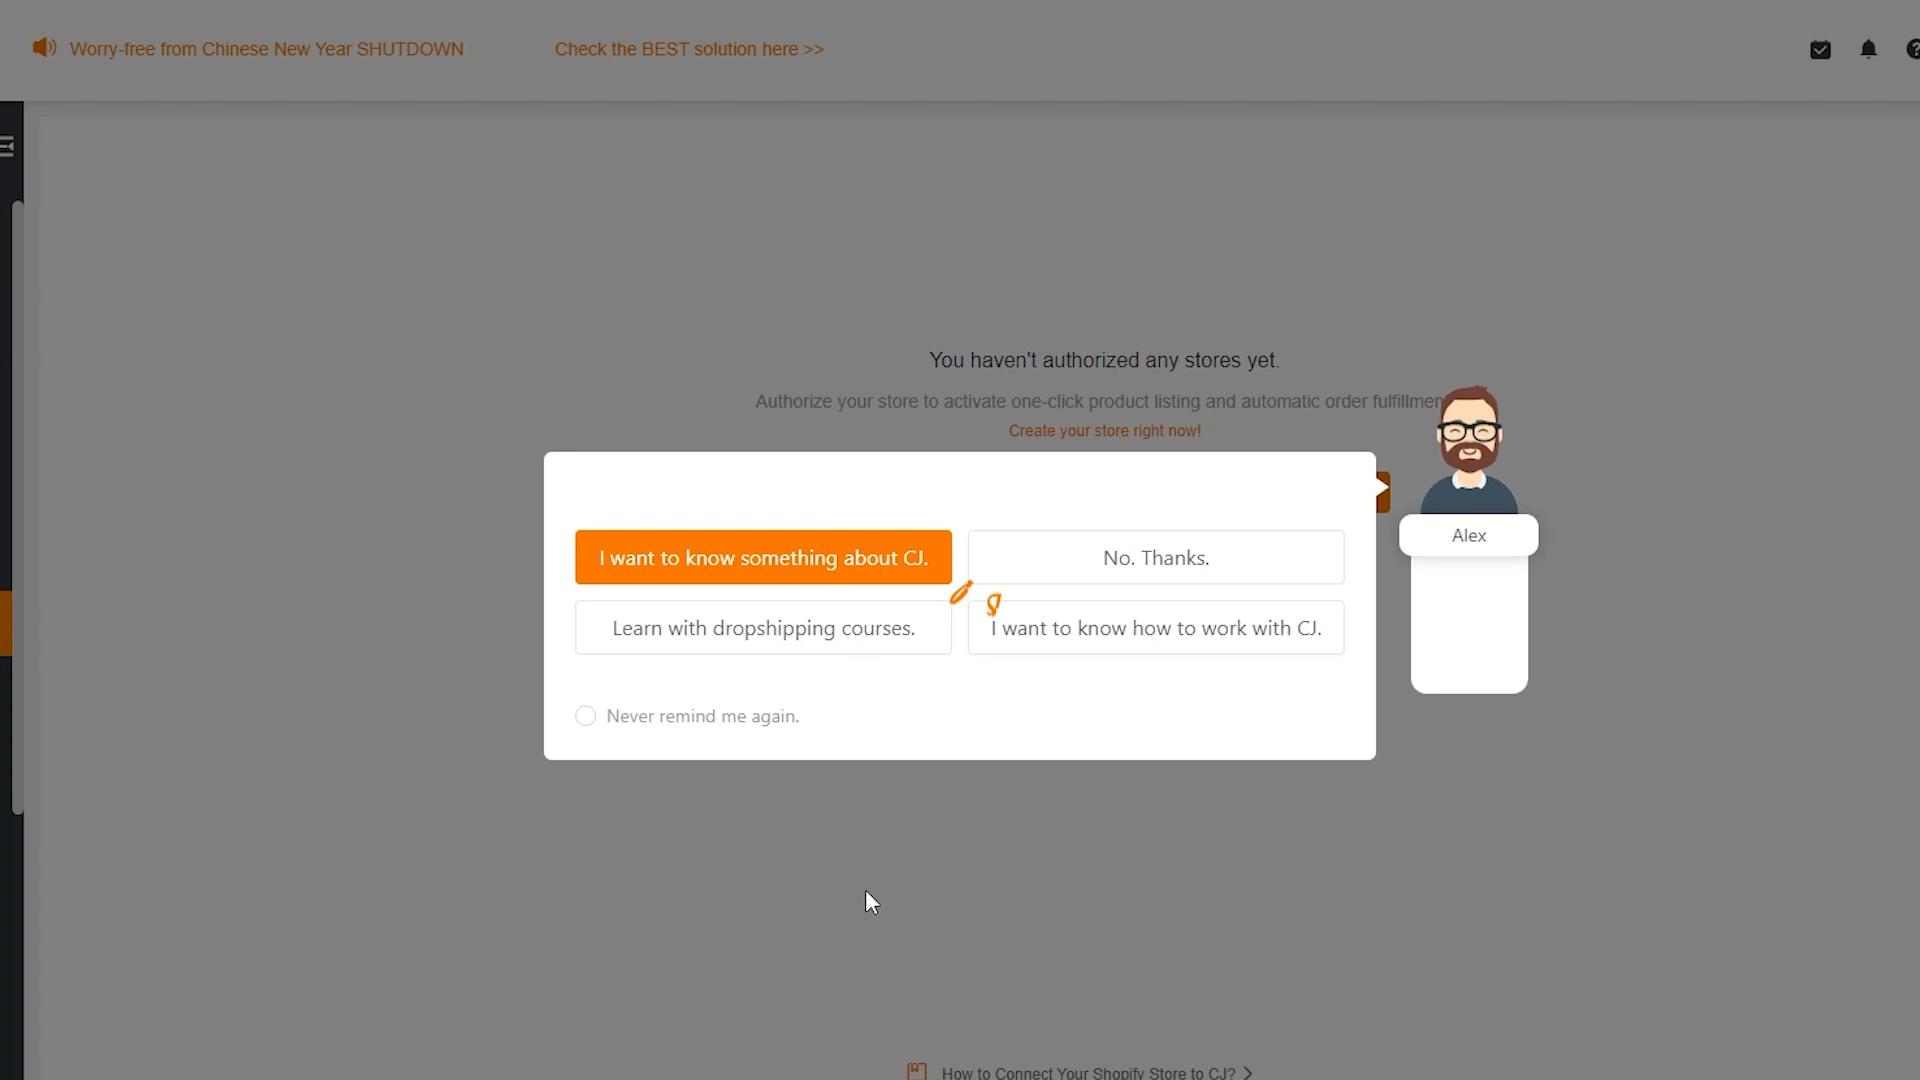 Worry-free from Chinese New Year SHUTDOWN
Check the BEST solution here >>
You haven't authorized any stores yet.
Authorize your store to activate one-click product listing and automatic order fulfillmen
Create your store right now!
I want to know something about CJ.
No. Thanks.
Learn with dropshipping courses.
I want to know how to work with CJ.
Never remind me again.
Alex
How to Connect Your Shopify Store to CJ?